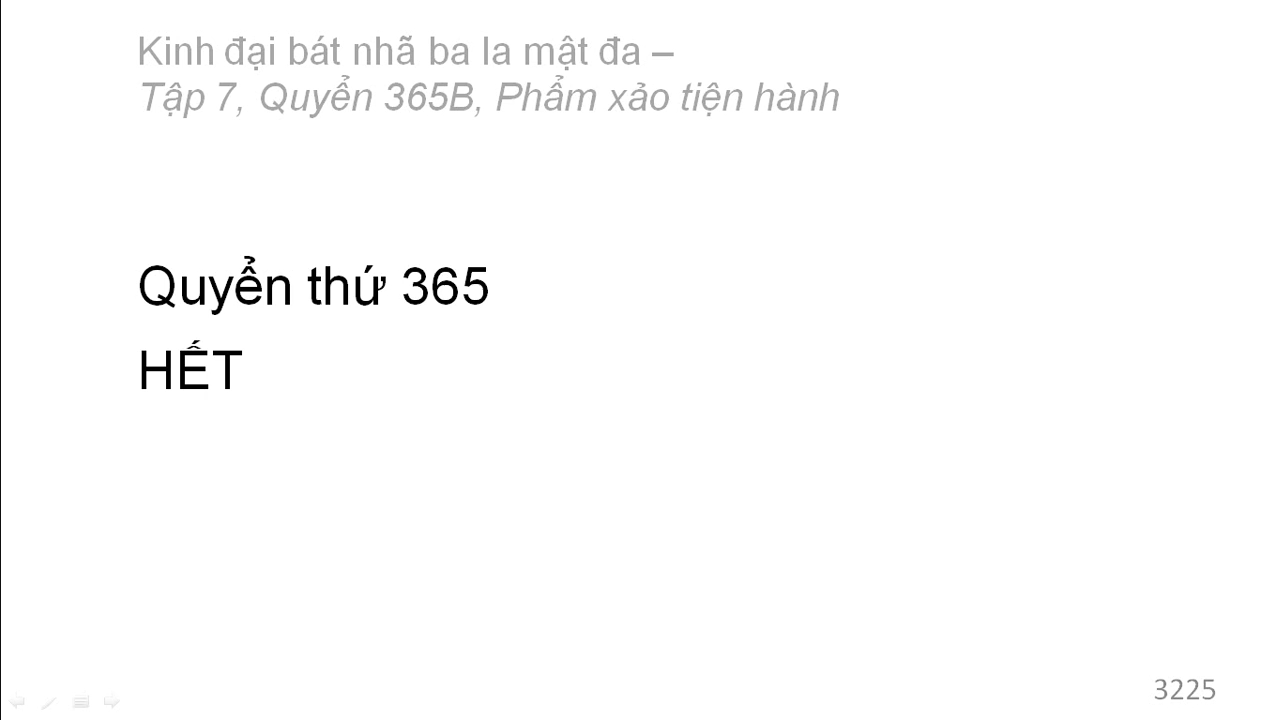 Kinh đại bát nhã ba la mật đa –
Tập 7, Quyển 365B, Phẩm xảo tiện hành
Quyển thứ 365
HẾT
3225